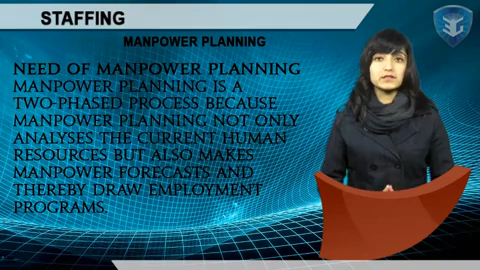 STAFFING
MANPOWER PLANNING
NEED OF MANPOWER PLANNING
MANPOWER PLANNING IS A
TWO-PHASED PROCESS BECAUSE
MANPOWER PLANNING NOT ONLY
ANALYSES THE CURRENT HUMAN
RESOURCES BUT ALSO MAKES
MANPOWER FORECASTS AND
THEREBY DRAW EMPLOYMENT
PROGRAMS.